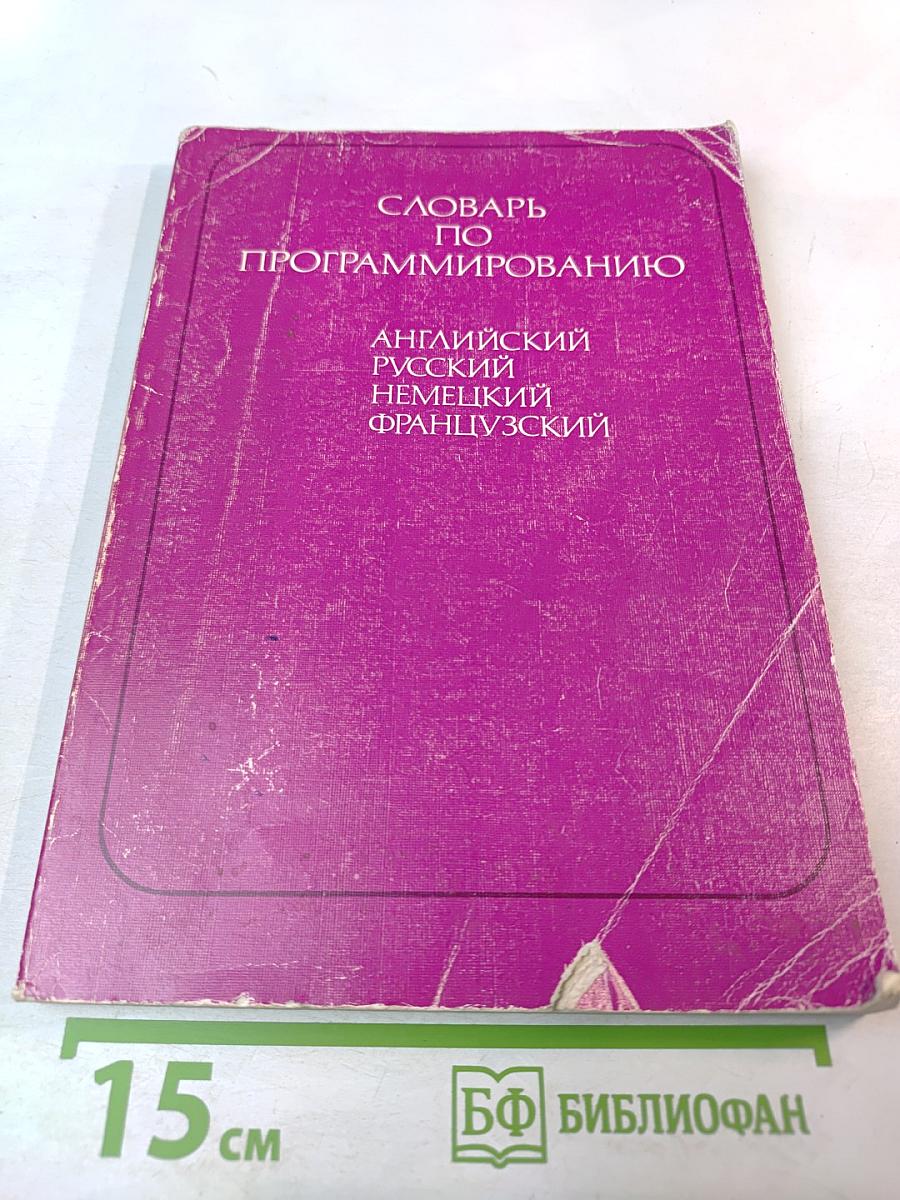 СЛОВАРЬ
ПО
ПРОГРАММИРОВАНИЮ
АНГЛИЙСКИЙ
РУССКИЙ
НЕМЕЦКИЙ
ФРАНЦУЗСКИЙ
15 см
БФ БИБЛИОФАН